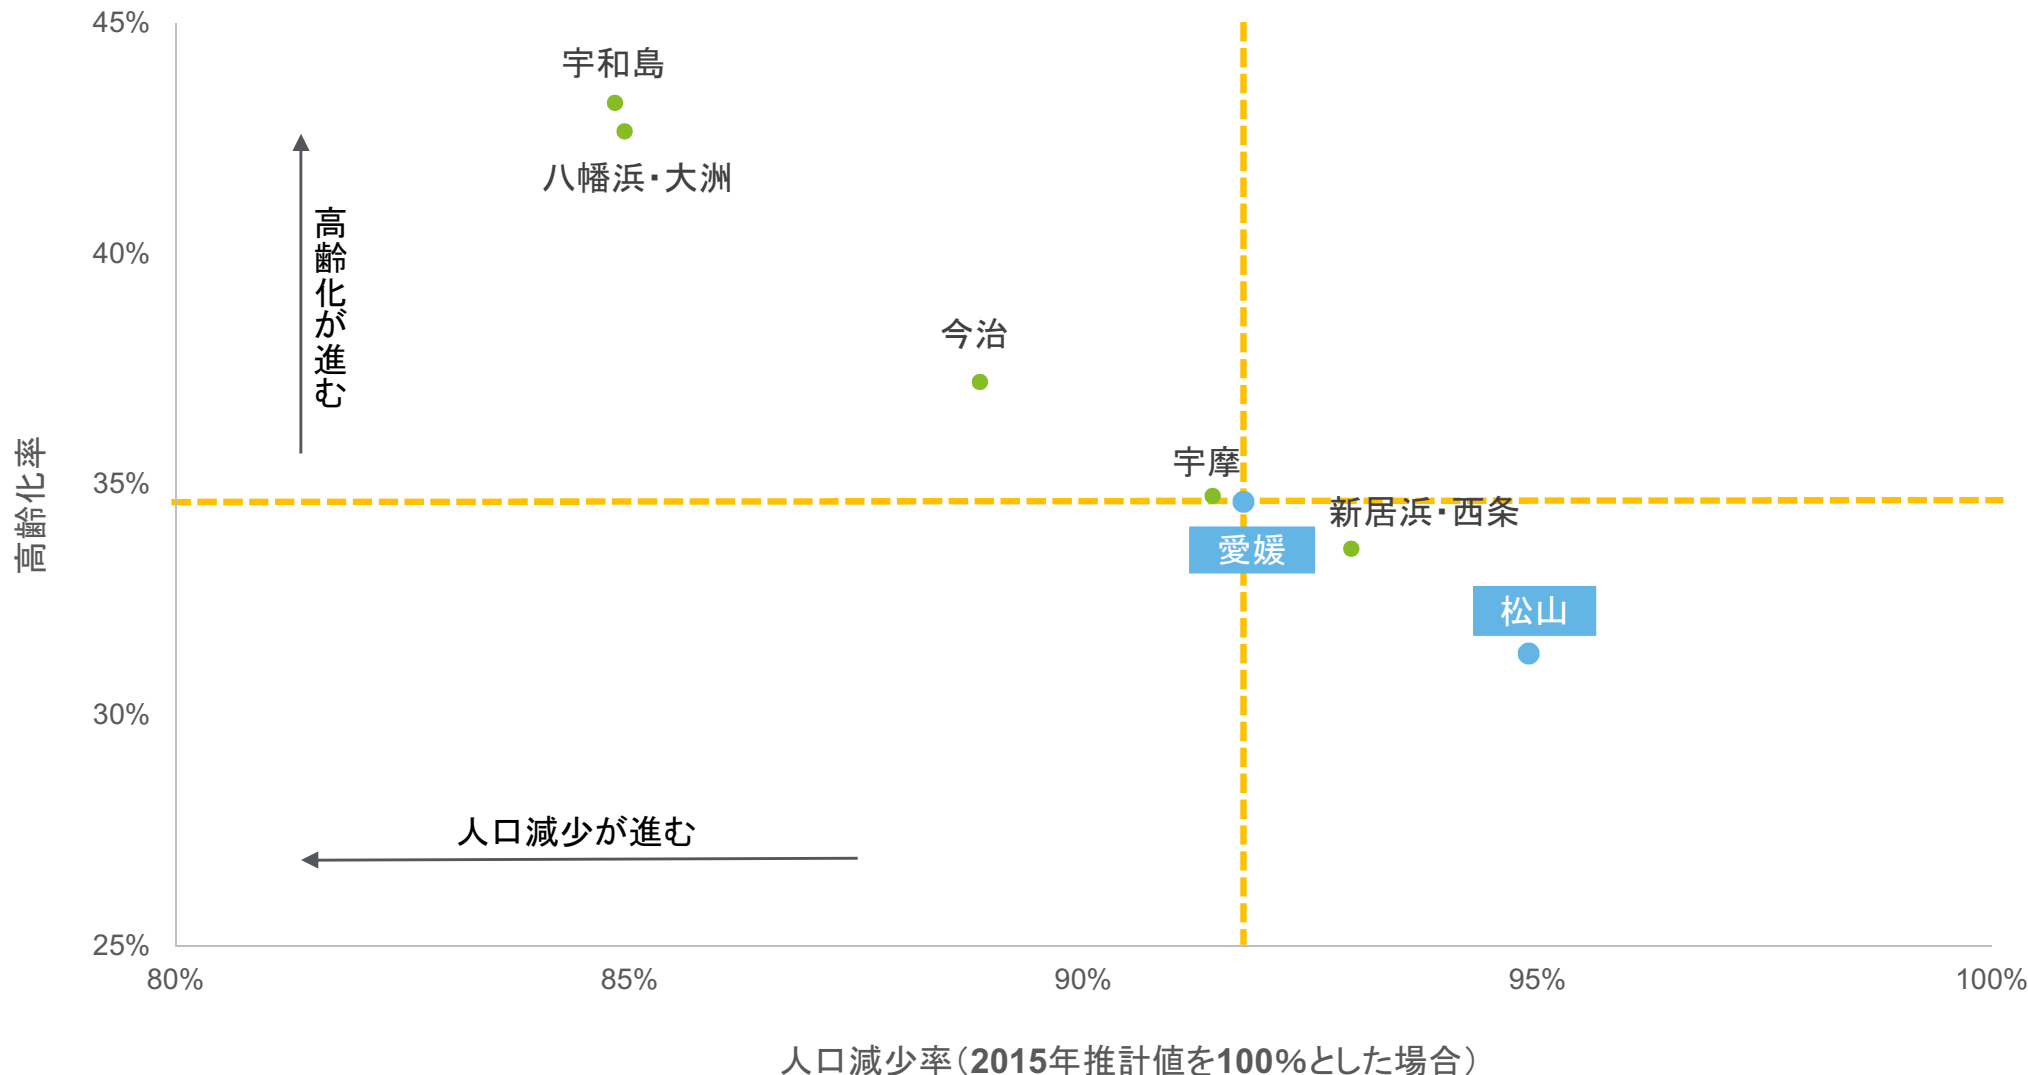 45%
宇和島
八幡浜・大洲
高齢化が進む
40%
今治
高齢化率
宇摩
35%
新居浜・西条
愛媛
松山
30%
人口減少が進む
25%
80%
85%
90%
95%
100%
人口減少率(2015年推計値を100%とした場合)